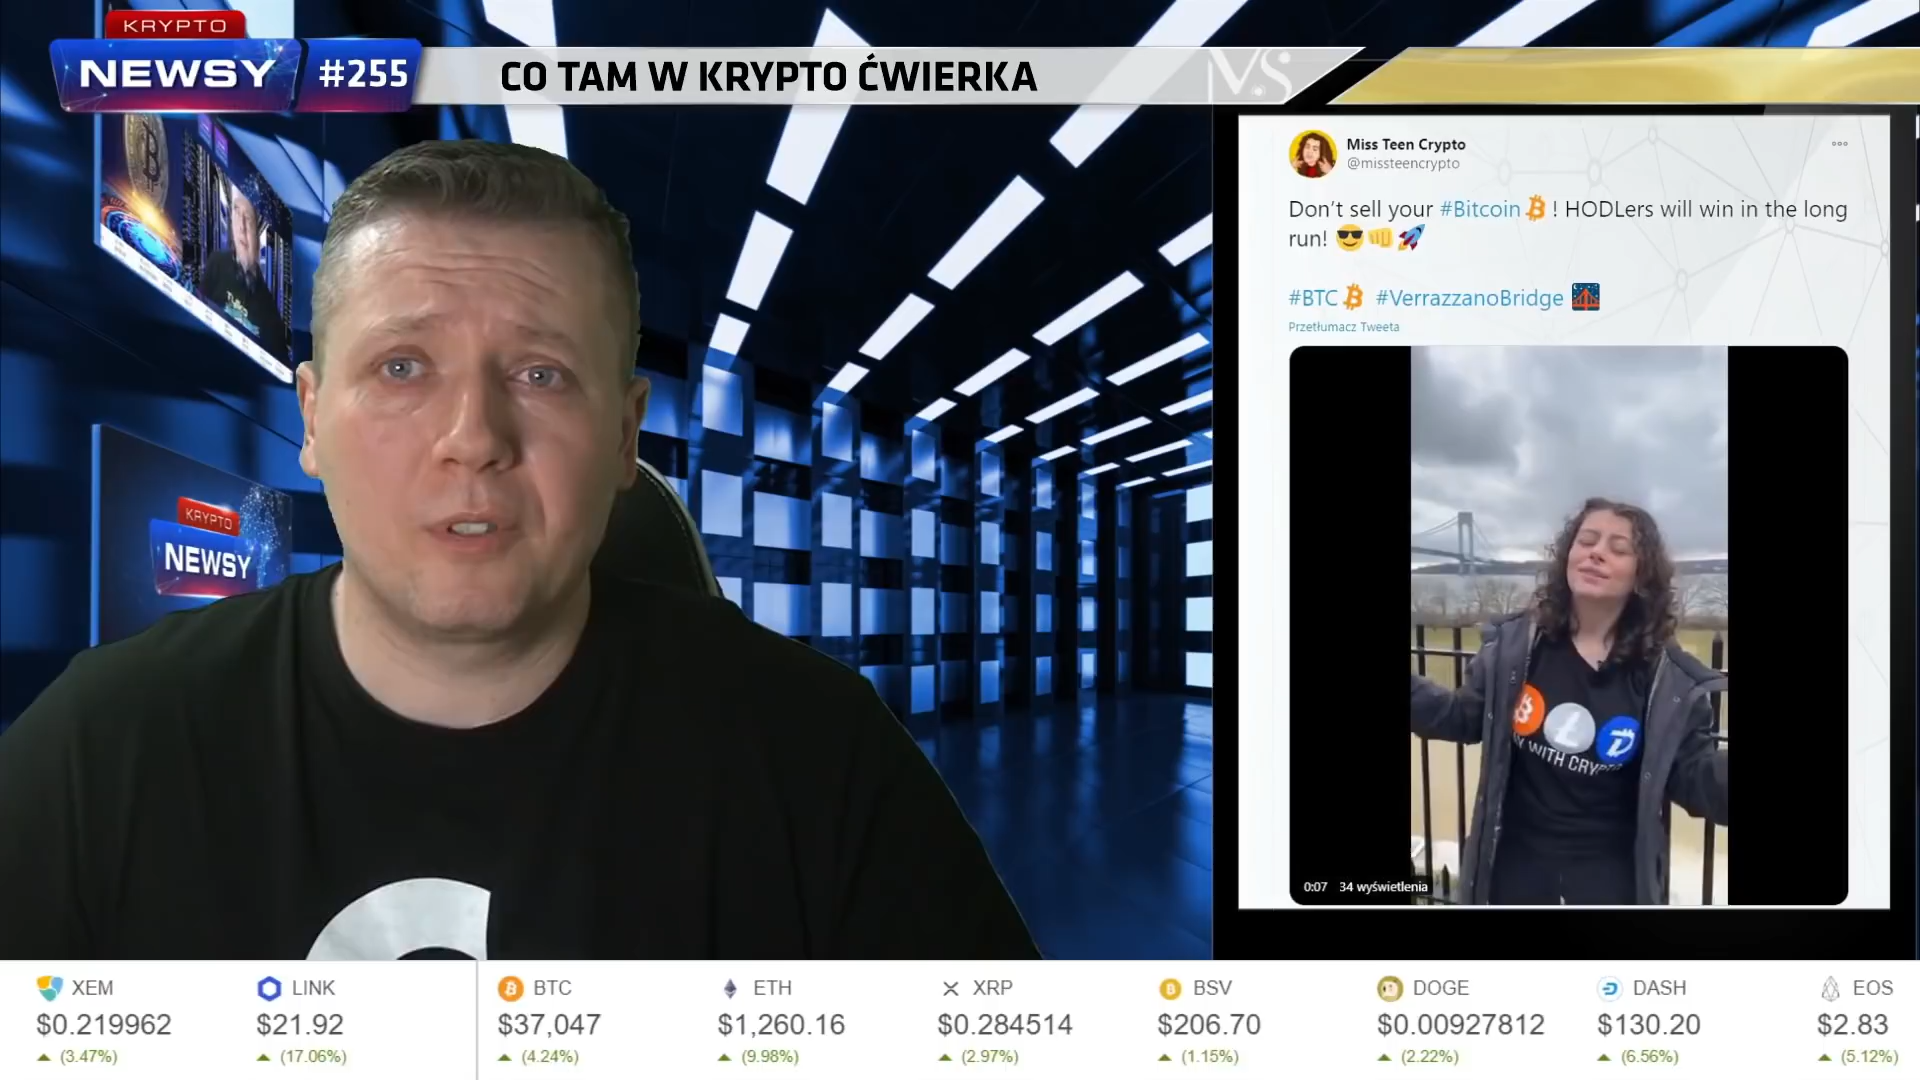 KRYPTO
NEWSY #255
CO TAM W KRYPTO ĆWIERKA
VS
KRYPTO
NEWSY
Miss Teen Crypto
@missteencrypto
Don't sell your #Bitcoin ! HODLers will win in the long
run! 😎👊🚀
#BTC #VerrazzanoBridge 🌉
Przetłumacz Tweeta
WITH CRYPTO
0:07 34 wyświetlenia
XEM
$0.219962
(3.47%)
LINK
$21.92
(17.06%)
BTC
$37,047
(4.24%)
ETH
$1,260.16
(9.98%)
XRP
$0.284514
(2.97%)
BSV
$206.70
(1.15%)
DOGE
$0.00927812
(2.22%)
DASH
$130.20
(6.56%)
EOS
$2.83
(5.12%)